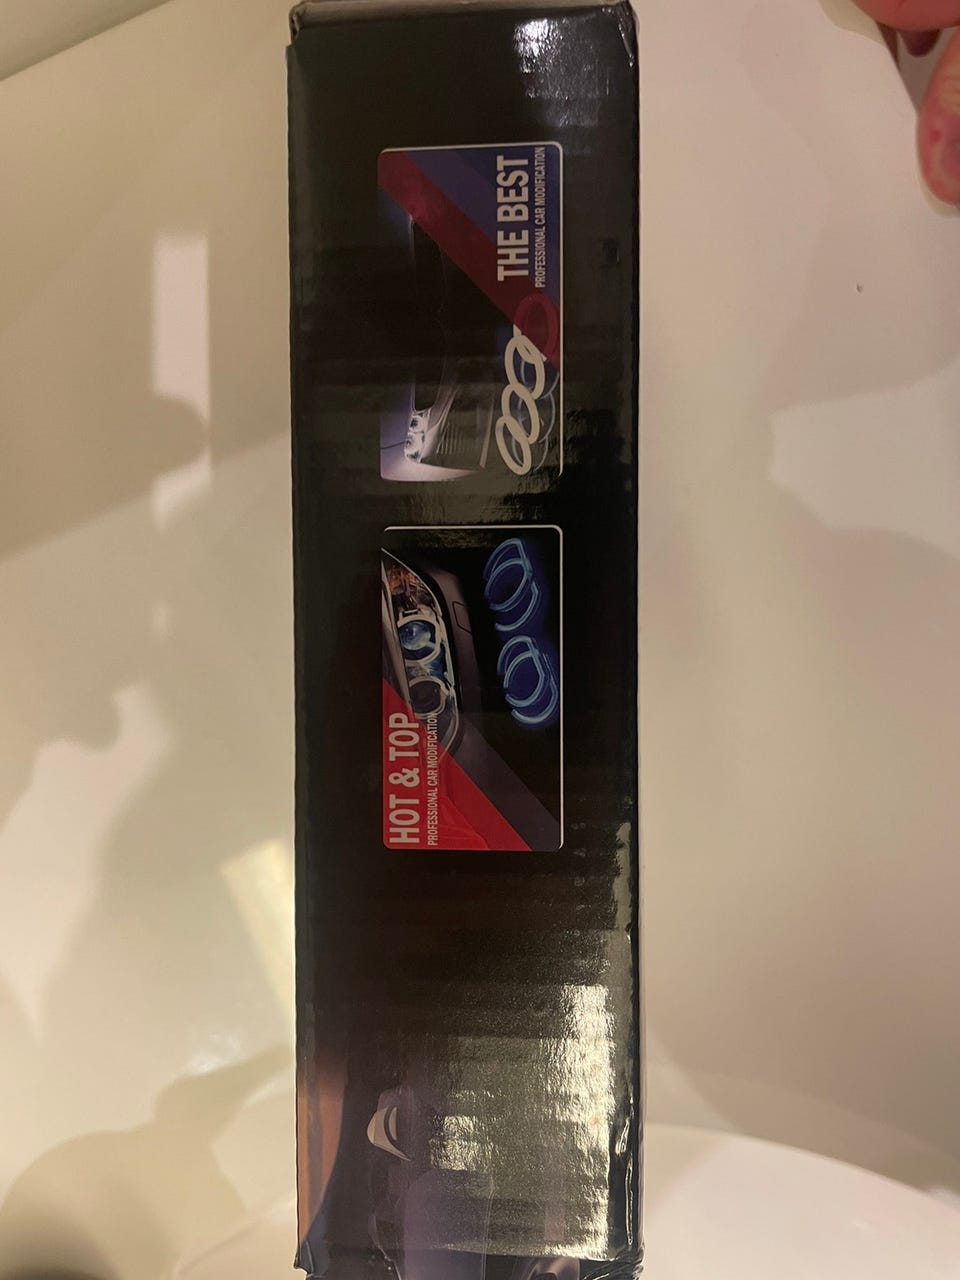 HOT & TOP
PROFESSIONAL CAR MODIFICATION
THE BEST
PROFESSIONAL CAR MODIFICATION